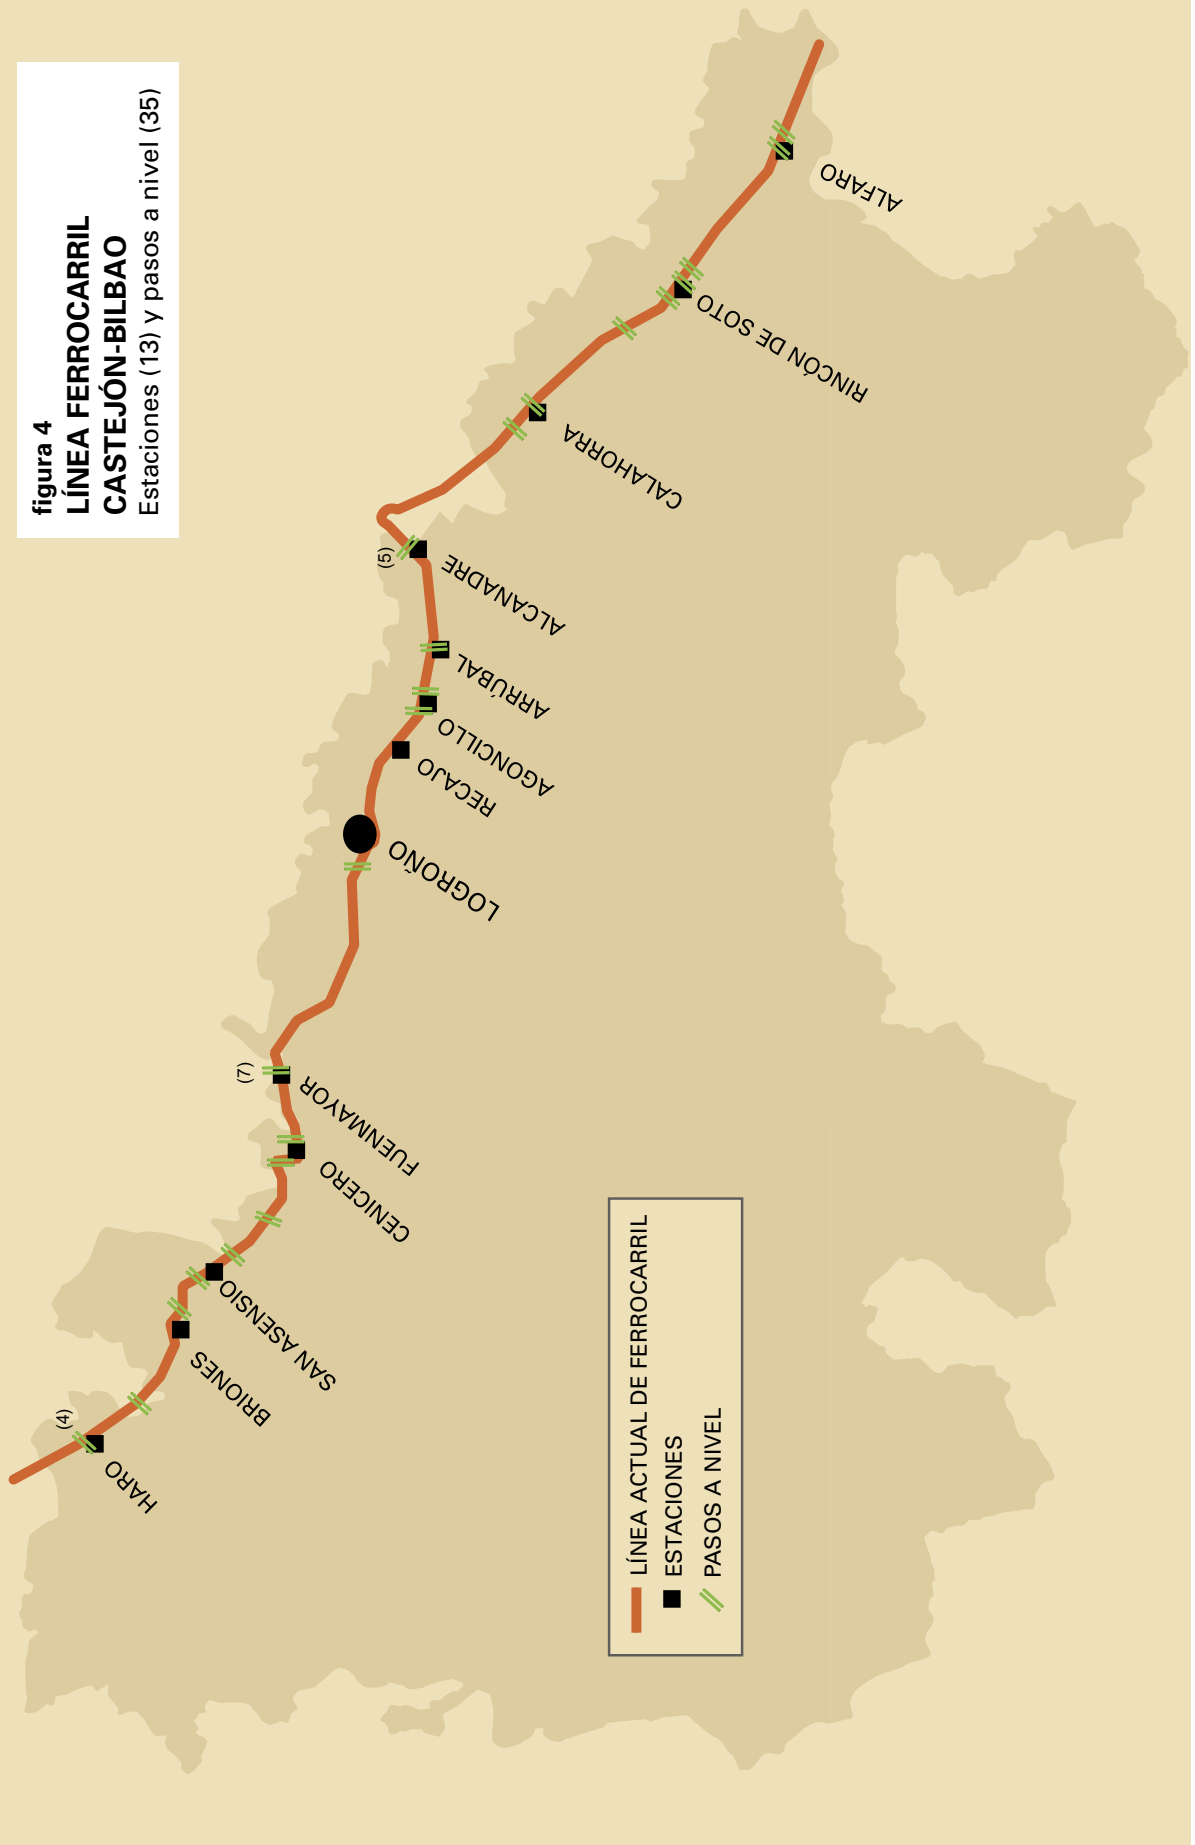 figura 4
LÍNEA FERROCARRIL
CASTEJÓN-BILBAO
Estaciones (13) y pasos a nivel (35)
(4)
HARO
BRIONES
SAN ASENSIO
CENICERO
(7)
FUENMAYOR
LOGROÑO
RECAJO
AGONCILLO
ARRÚBAL
(5)
ALCANADRE
CALAHORRA
RINCÓN DE SOTO
ALFARO
LÍNEA ACTUAL DE FERROCARRIL
ESTACIONES
PASOS A NIVEL